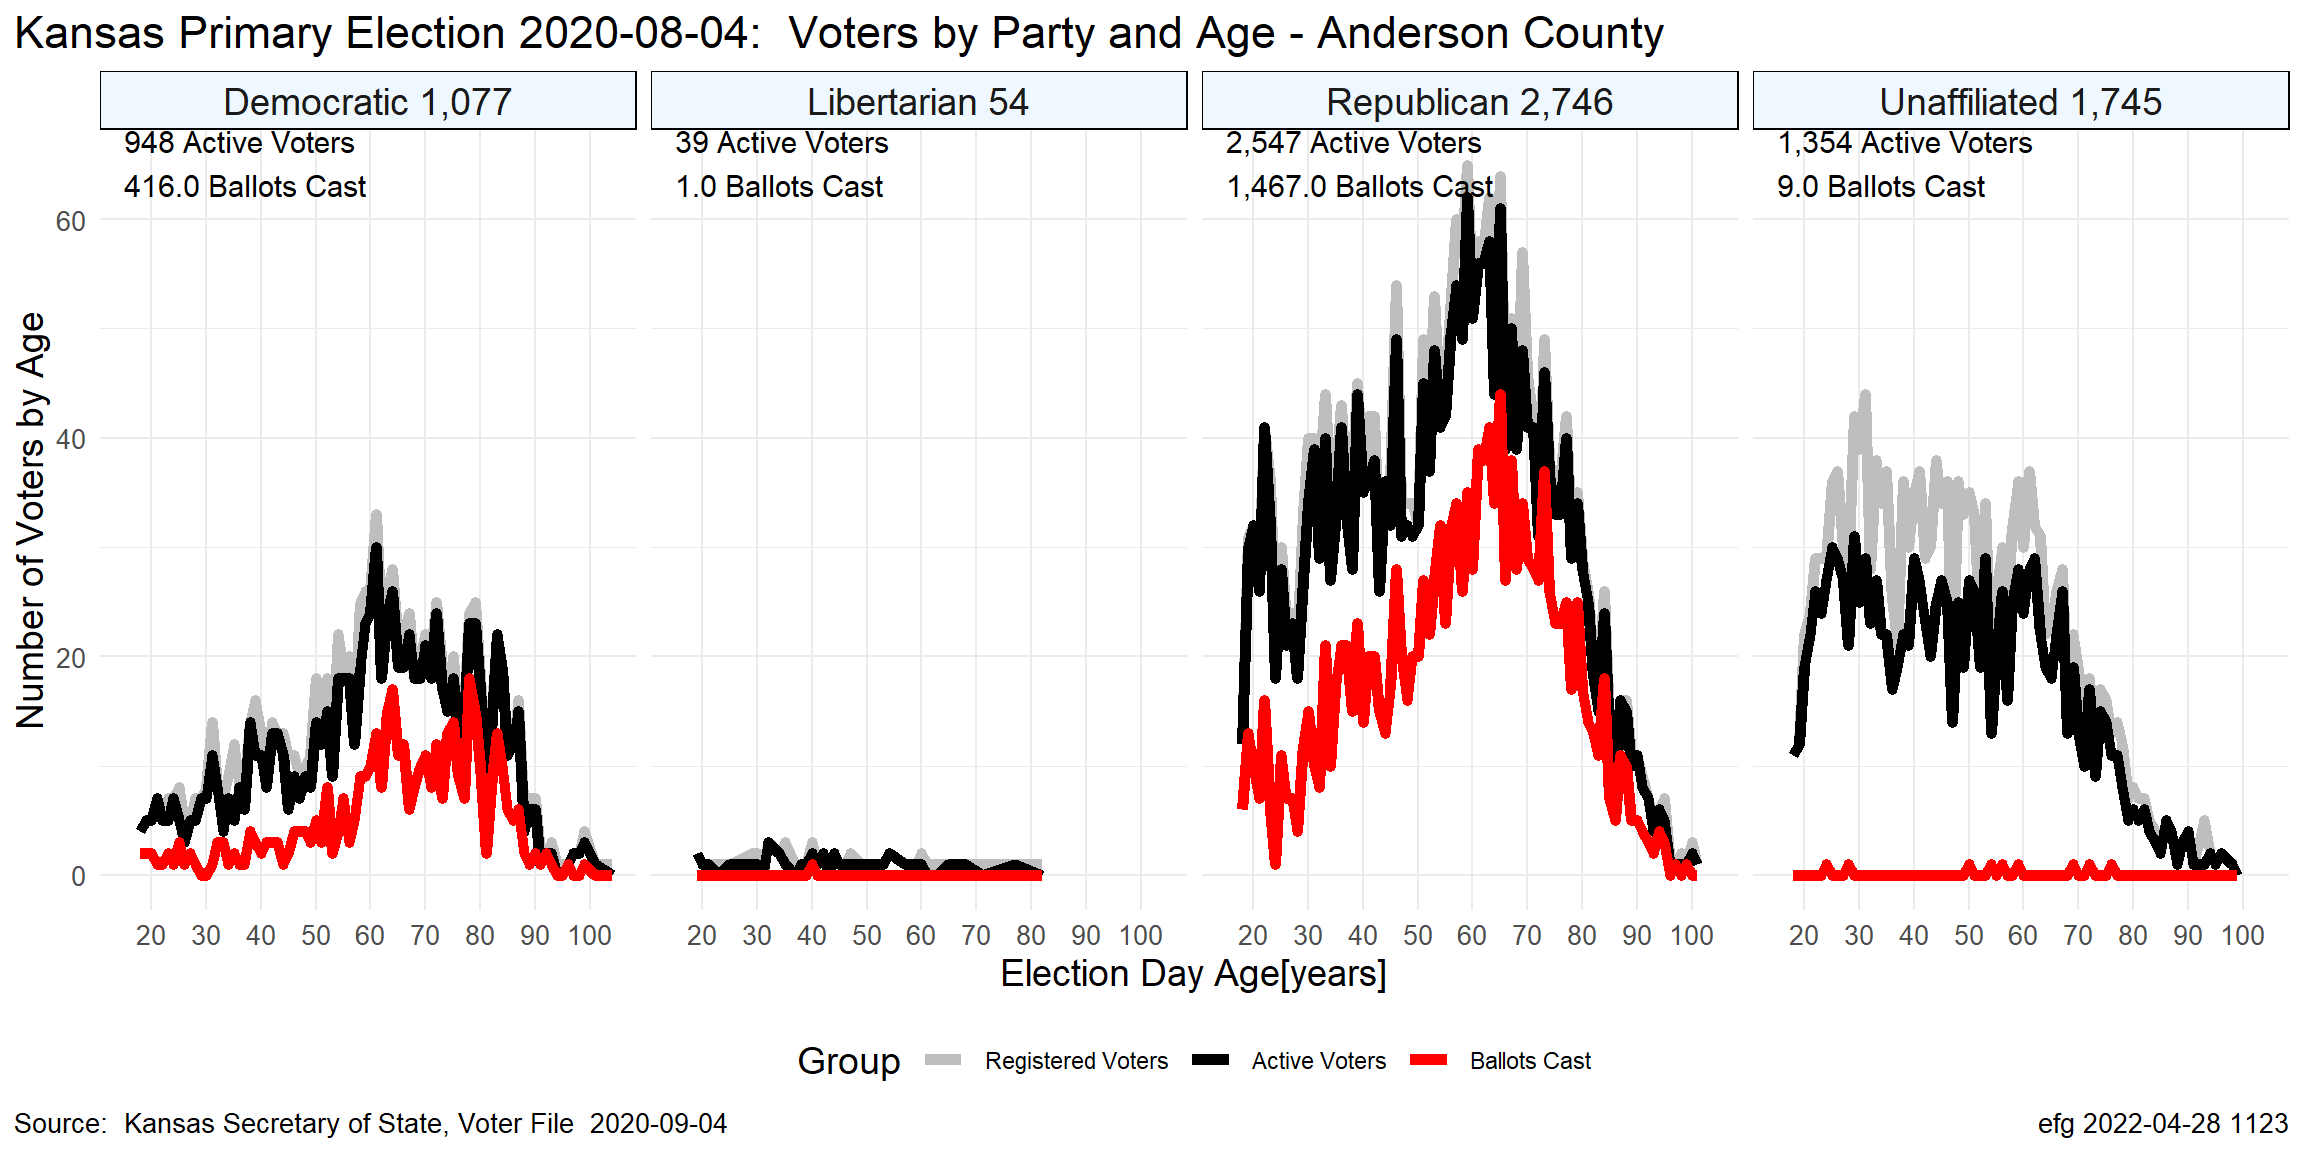 Kansas Primary Election 2020-08-04:  Voters by Party and Age - Anderson County
Democratic 1,077
Libertarian 54
Republican 2,746
Unaffiliated 1,745
948 Active Voters
416.0 Ballots Cast
39 Active Voters
1.0 Ballots Cast
2,547 Active Voters
1,467.0 Ballots Cast
1,354 Active Voters
9.0 Ballots Cast
Number of Voters by Age
60
40
20
0
20 30 40 50 60 70 80 90 100
20 30 40 50 60 70 80 90 100
20 30 40 50 60 70 80 90 100
20 30 40 50 60 70 80 90 100
Election Day Age[years]
Group Registered Voters Active Voters Ballots Cast
Source:  Kansas Secretary of State, Voter File  2020-09-04
efg 2022-04-28 1123